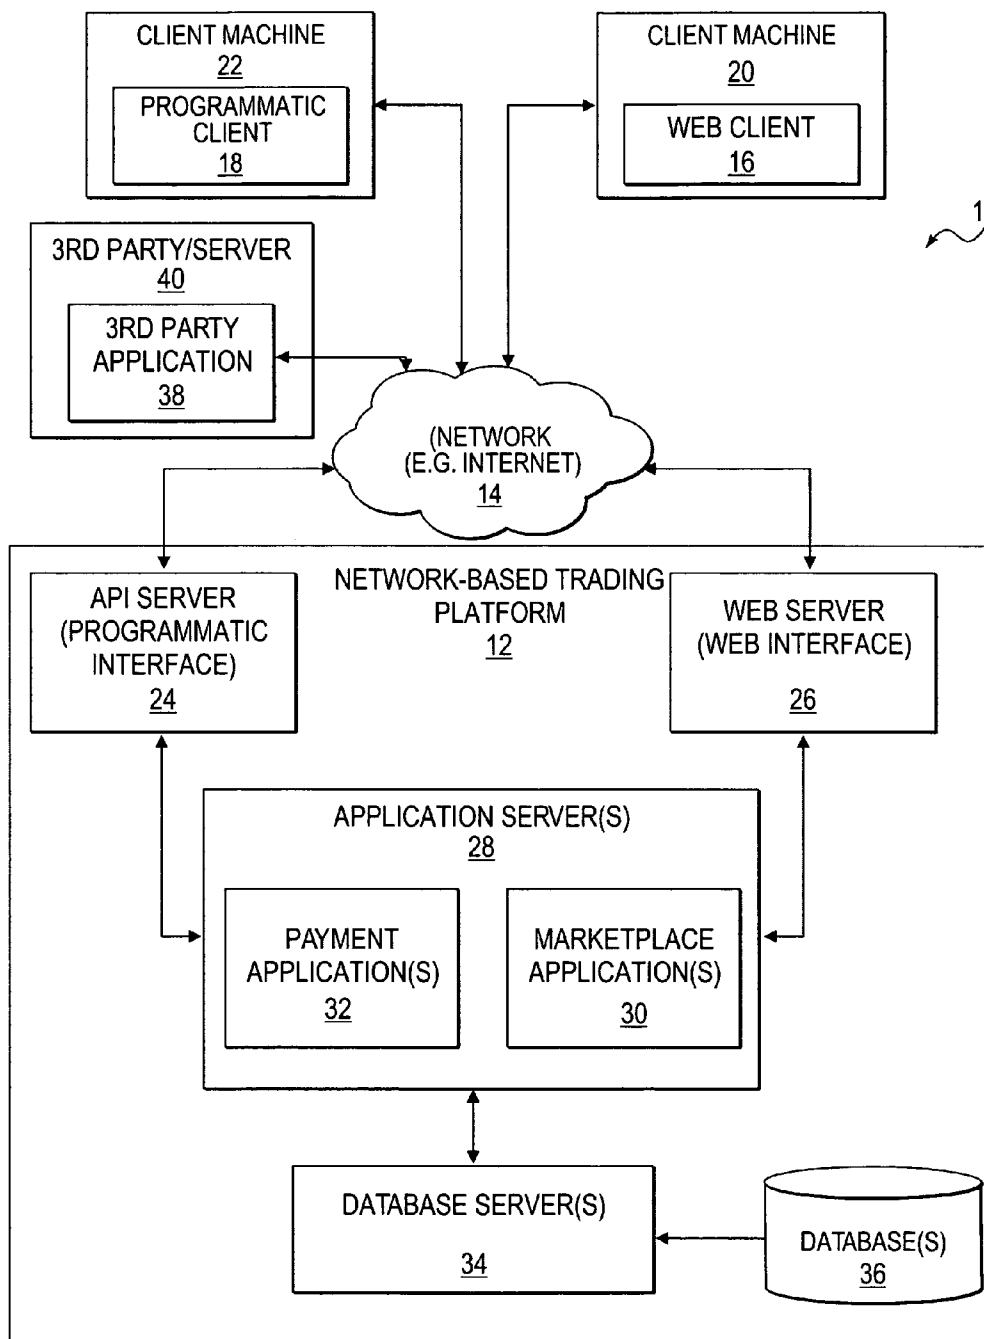 CLIENT MACHINE
22
PROGRAMMATIC
CLIENT
18
CLIENT MACHINE
20
WEB CLIENT
16
1
3RD PARTY/SERVER
40
3RD PARTY
APPLICATION
38
(NETWORK
(E.G. INTERNET)
14
NETWORK-BASED TRADING
PLATFORM
12
API SERVER
(PROGRAMMATIC
INTERFACE)
24
WEB SERVER
(WEB INTERFACE)
26
APPLICATION SERVER(S)
28
PAYMENT
APPLICATION(S)
32
MARKETPLACE
APPLICATION(S)
30
DATABASE SERVER(S)
34
DATABASE(S)
36